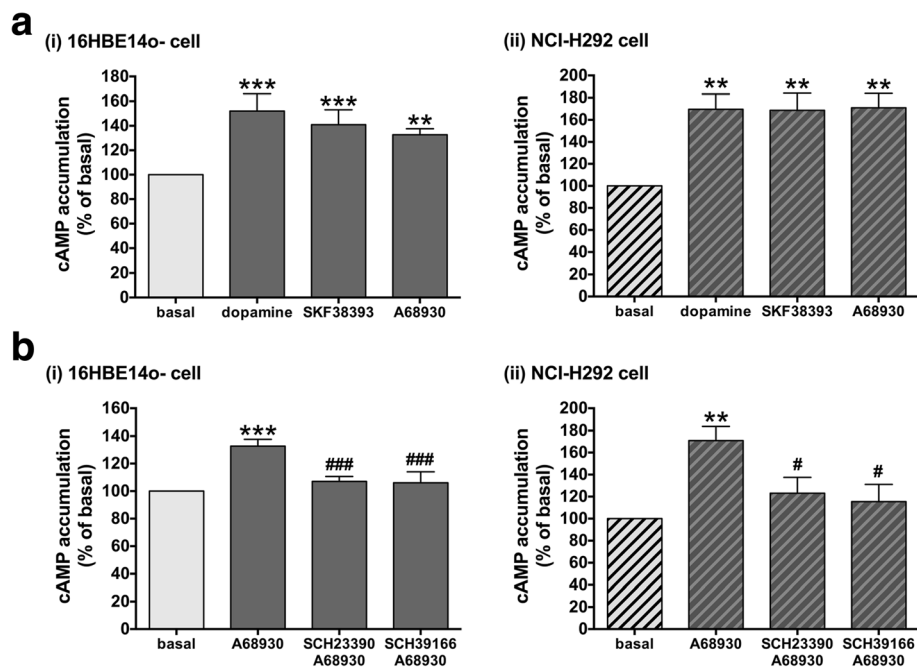 a
(i) 16HBE14o- cell
cAMP accumulation
(% of basal)
180
160
140
120
100
80
60
40
20
0
***
***
**
basal
dopamine
SKF38393
A68930
(ii) NCI-H292 cell
cAMP accumulation
(% of basal)
200
180
160
140
120
100
80
60
40
20
0
**
**
**
basal
dopamine
SKF38393
A68930
b
(i) 16HBE14o- cell
cAMP accumulation
(% of basal)
160
140
120
100
80
60
40
20
0
***
###
###
basal
A68930
SCH23390
A68930
SCH39166
A68930
(ii) NCI-H292 cell
cAMP accumulation
(% of basal)
200
180
160
140
120
100
80
60
40
20
0
**
#
#
basal
A68930
SCH23390
A68930
SCH39166
A68930